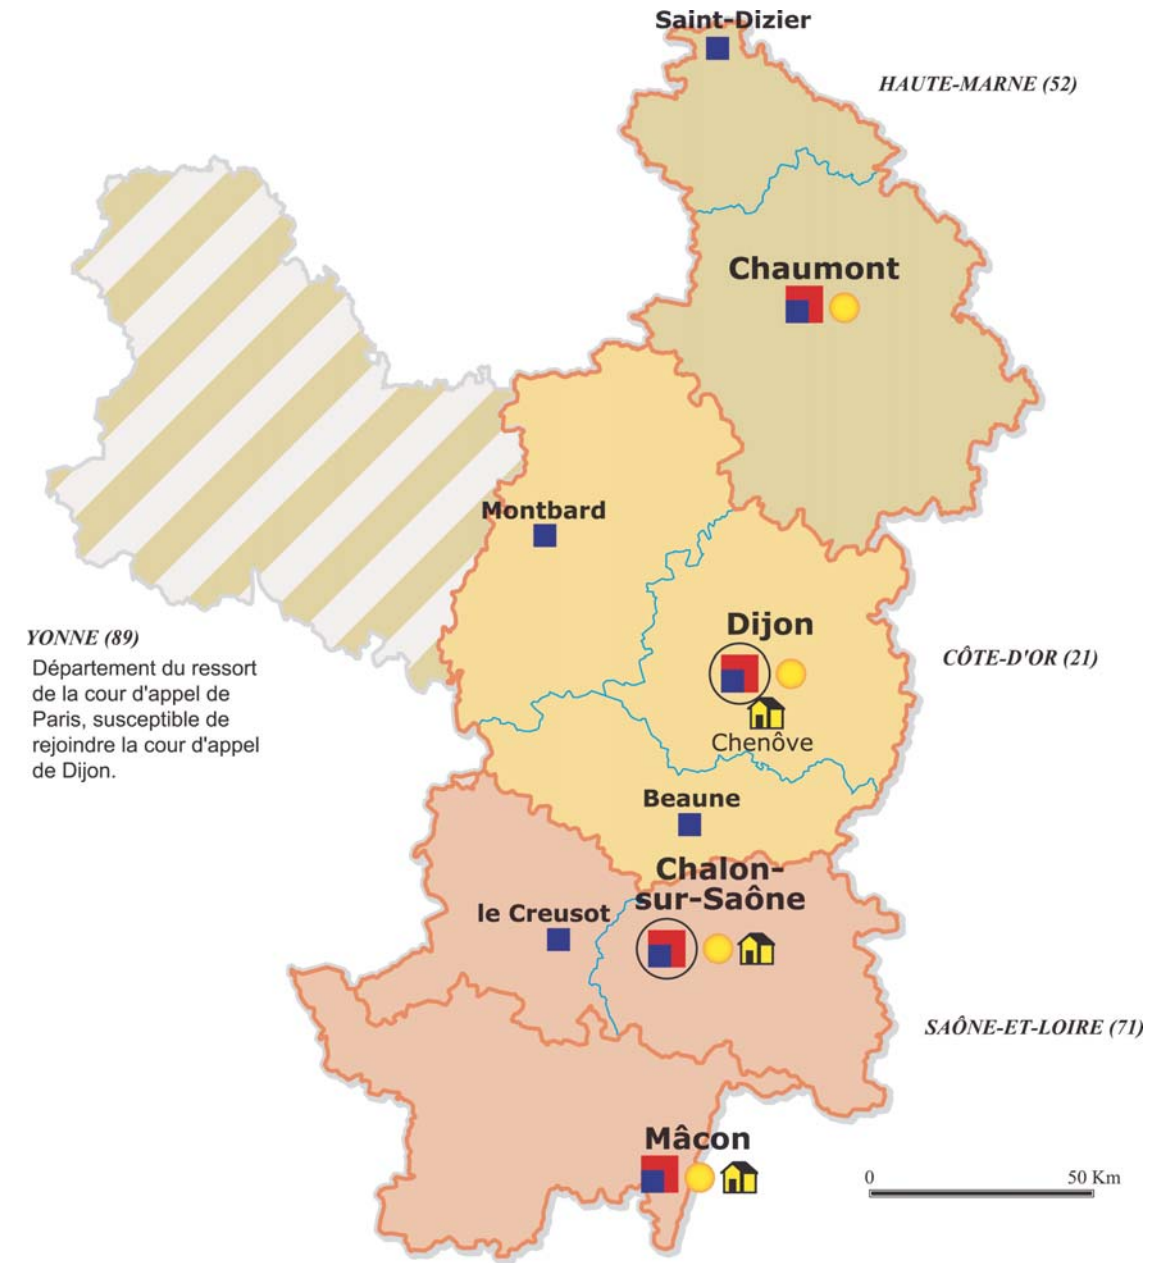 Saint-Dizier
HAUTE-MARNE (52)
Chaumont
Montbard
Dijon
YONNE (89)
Département du ressort
de la cour d'appel de
Paris, susceptible de
rejoindre la cour d'appel
de Dijon.
CÔTE-D'OR (21)
Chenôve
Beaune
Chalon-
sur-Saône
le Creusot
SAÔNE-ET-LOIRE (71)
Mâcon
0 50 Km